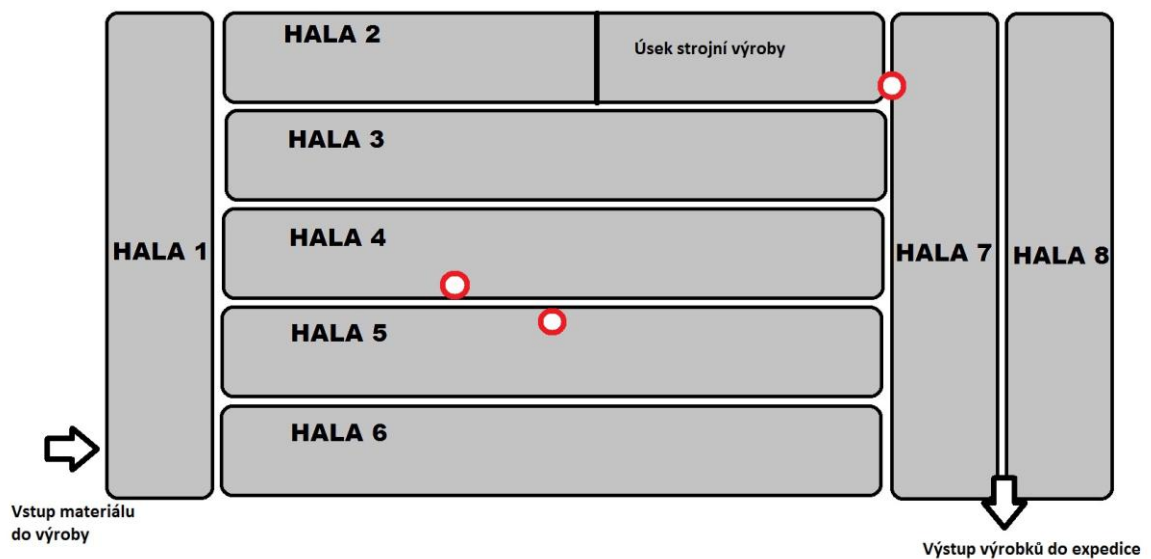 HALA 1
HALA 2
Úsek strojní výroby
HALA 3
HALA 4
HALA 5
HALA 6
HALA 7
HALA 8
Vstup materiálu
do výroby
Výstup výrobků do expedice